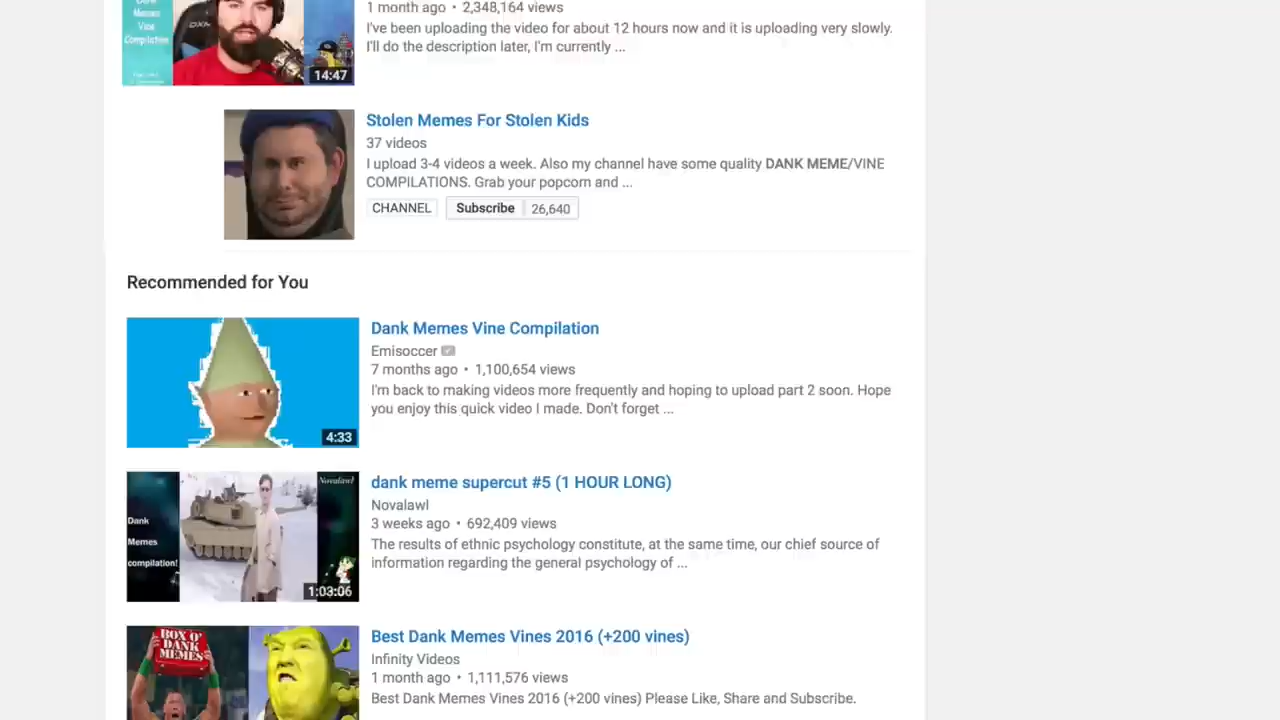 Dank
Memes
Vine
Compilation
14:47
1 month ago • 2,348,164 views
I've been uploading the video for about 12 hours now and it is uploading very slowly.
I'll do the description later, I'm currently ...
Stolen Memes For Stolen Kids
37 videos
I upload 3-4 videos a week. Also my channel have some quality DANK MEME/VINE
COMPILATIONS. Grab your popcorn and ...
CHANNEL Subscribe 26,640
Recommended for You
4:33
Dank Memes Vine Compilation
Emisoccer
7 months ago • 1,100,654 views
I'm back to making videos more frequently and hoping to upload part 2 soon. Hope
you enjoy this quick video I made. Don't forget ...
Novalawl
Dank
Memes
compilation!
1:03:06
dank meme supercut #5 (1 HOUR LONG)
Novalawl
3 weeks ago • 692,409 views
The results of ethnic psychology constitute, at the same time, our chief source of
information regarding the general psychology of ...
BOX O'
DANK
MEMES
Best Dank Memes Vines 2016 (+200 vines)
Infinity Videos
1 month ago • 1,111,576 views
Best Dank Memes Vines 2016 (+200 vines) Please Like, Share and Subscribe.